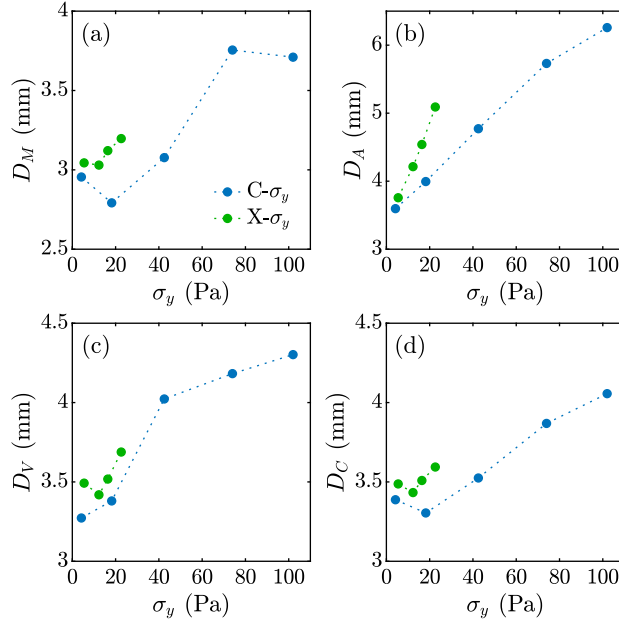 (a)
4
3.5
3
2.5
D_M (mm)
C-σ_y
X-σ_y
0 20 40 60 80 100
σ_y (Pa)
(b)
6
5
4
3
D_A (mm)
0 20 40 60 80 100
σ_y (Pa)
(c)
4.5
4
3.5
3
D_V (mm)
0 20 40 60 80 100
σ_y (Pa)
(d)
4.5
4
3.5
3
D_C (mm)
0 20 40 60 80 100
σ_y (Pa)